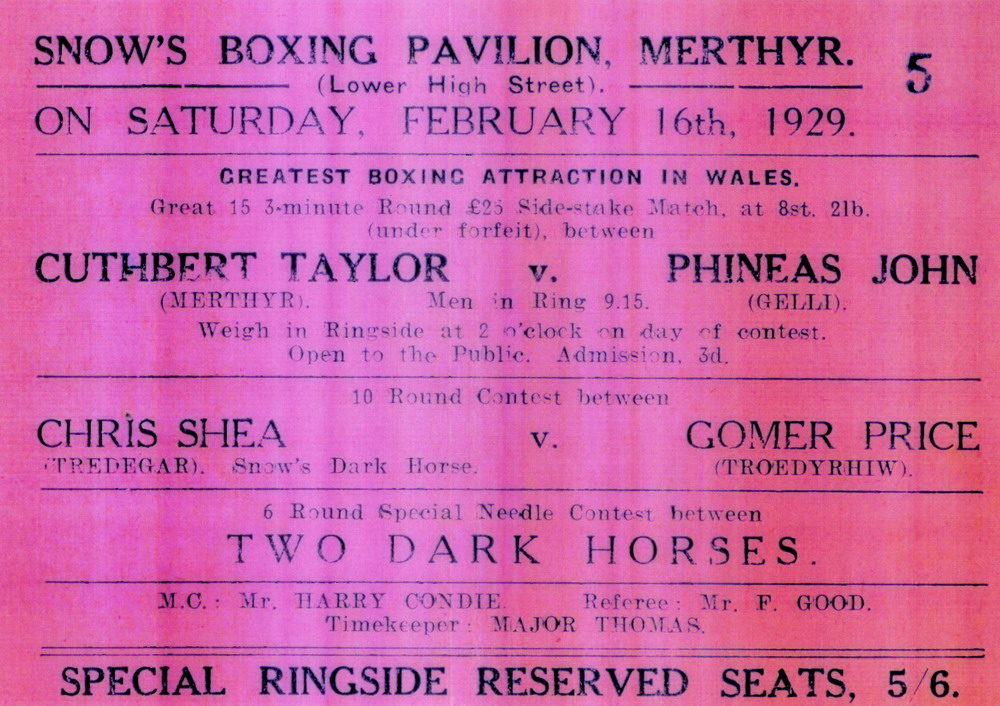 SNOW'S BOXING PAVILION, MERTHYR.
5
(Lower High Street).
ON SATURDAY, FEBRUARY 16th, 1929.
GREATEST BOXING ATTRACTION IN WALES.
Great 15 3-minute Round £25 Side-stake Match, at 8st. 2lb.
(under forfeit), between
CUTHBERT TAYLOR v. PHINEAS JOHN
(MERTHYR). Men in Ring 9.15. (GELLI).
Weigh in Ringside at 2 o'clock on day of contest.
Open to the Public. Admission, 3d.
10 Round Contest between
CHRIS SHEA v. GOMER PRICE
(TREDEGAR). Snow's Dark Horse. (TROEDYRHIW).
6 Round Special Needle Contest between
TWO DARK HORSES.
M.C.: Mr. HARRY CONDIE. Referee: Mr. F. GOOD.
Timekeeper: MAJOR THOMAS.
SPECIAL RINGSIDE RESERVED SEATS, 5/6.